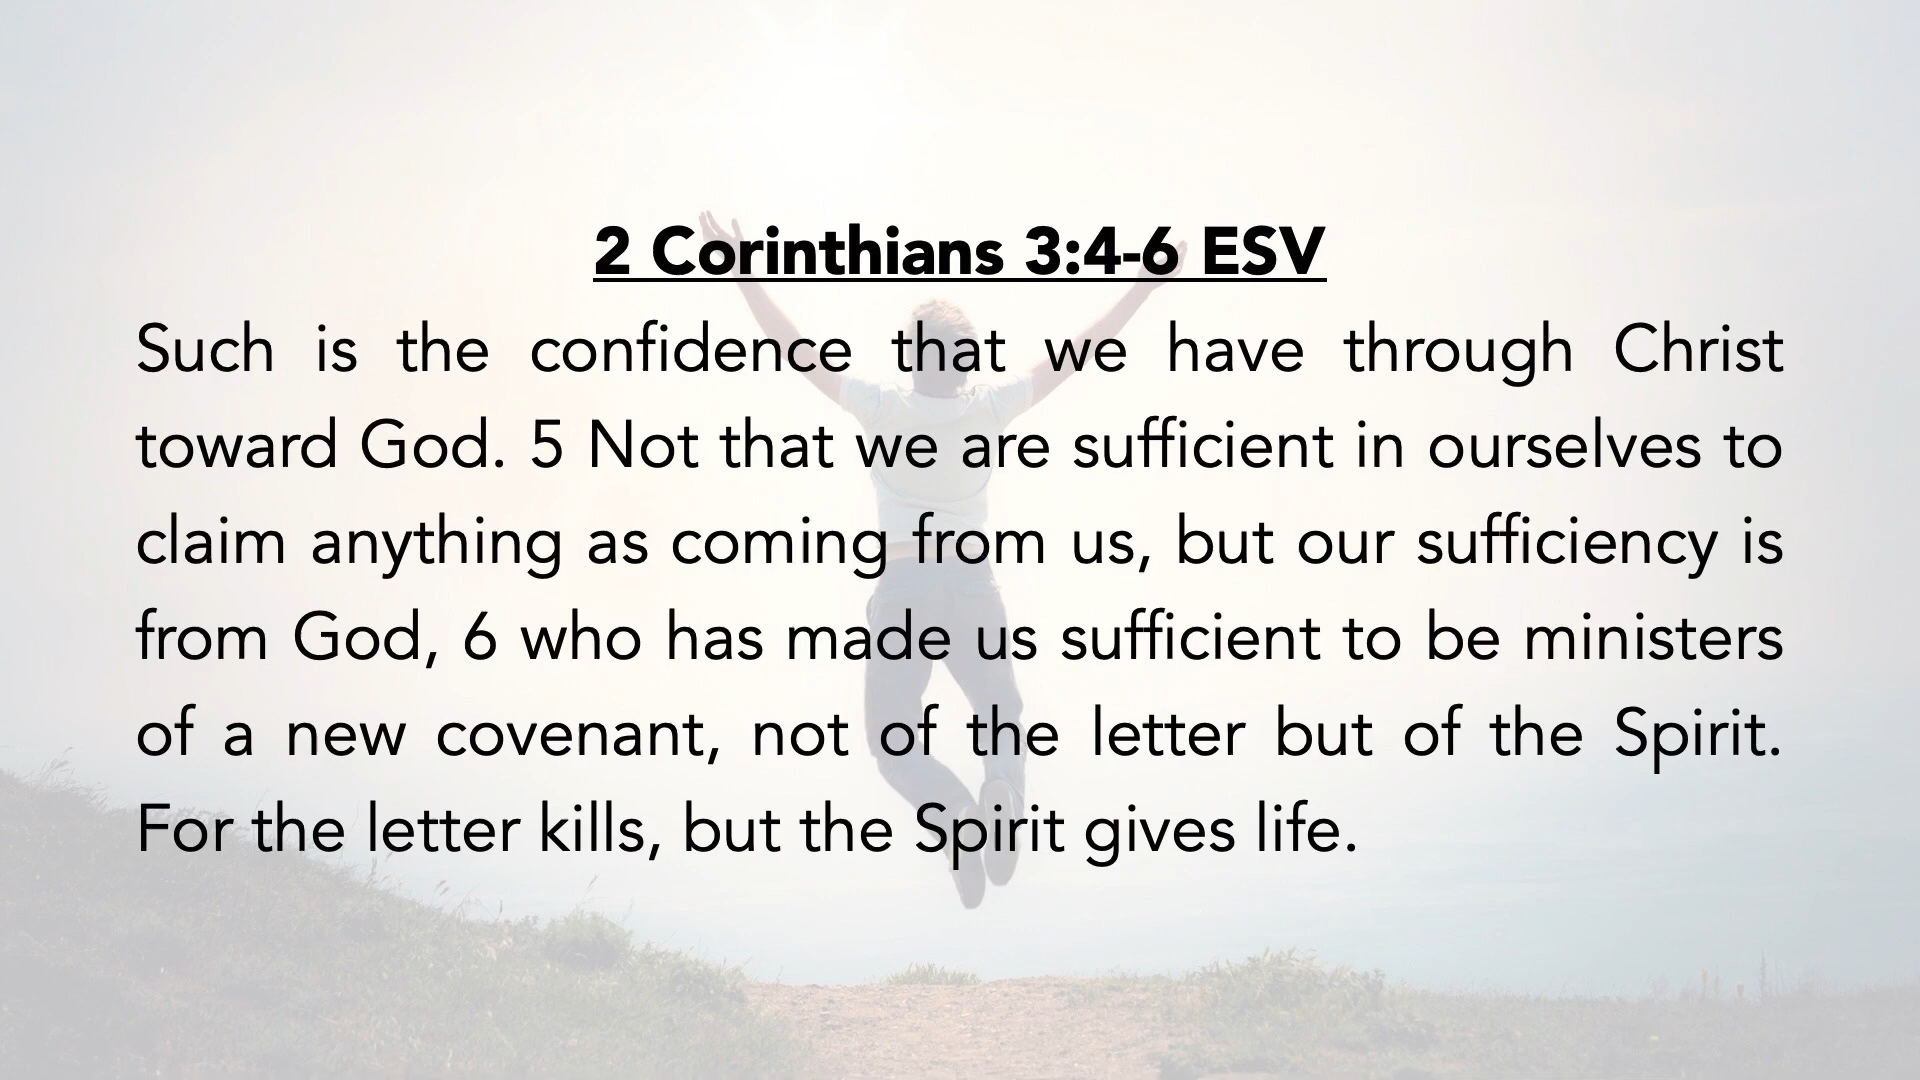 2 Corinthians 3:4-6 ESV
Such is the confidence that we have through Christ
toward God. 5 Not that we are sufficient in ourselves to
claim anything as coming from us, but our sufficiency is
from God, 6 who has made us sufficient to be ministers
of a new covenant, not of the letter but of the Spirit.
For the letter kills, but the Spirit gives life.